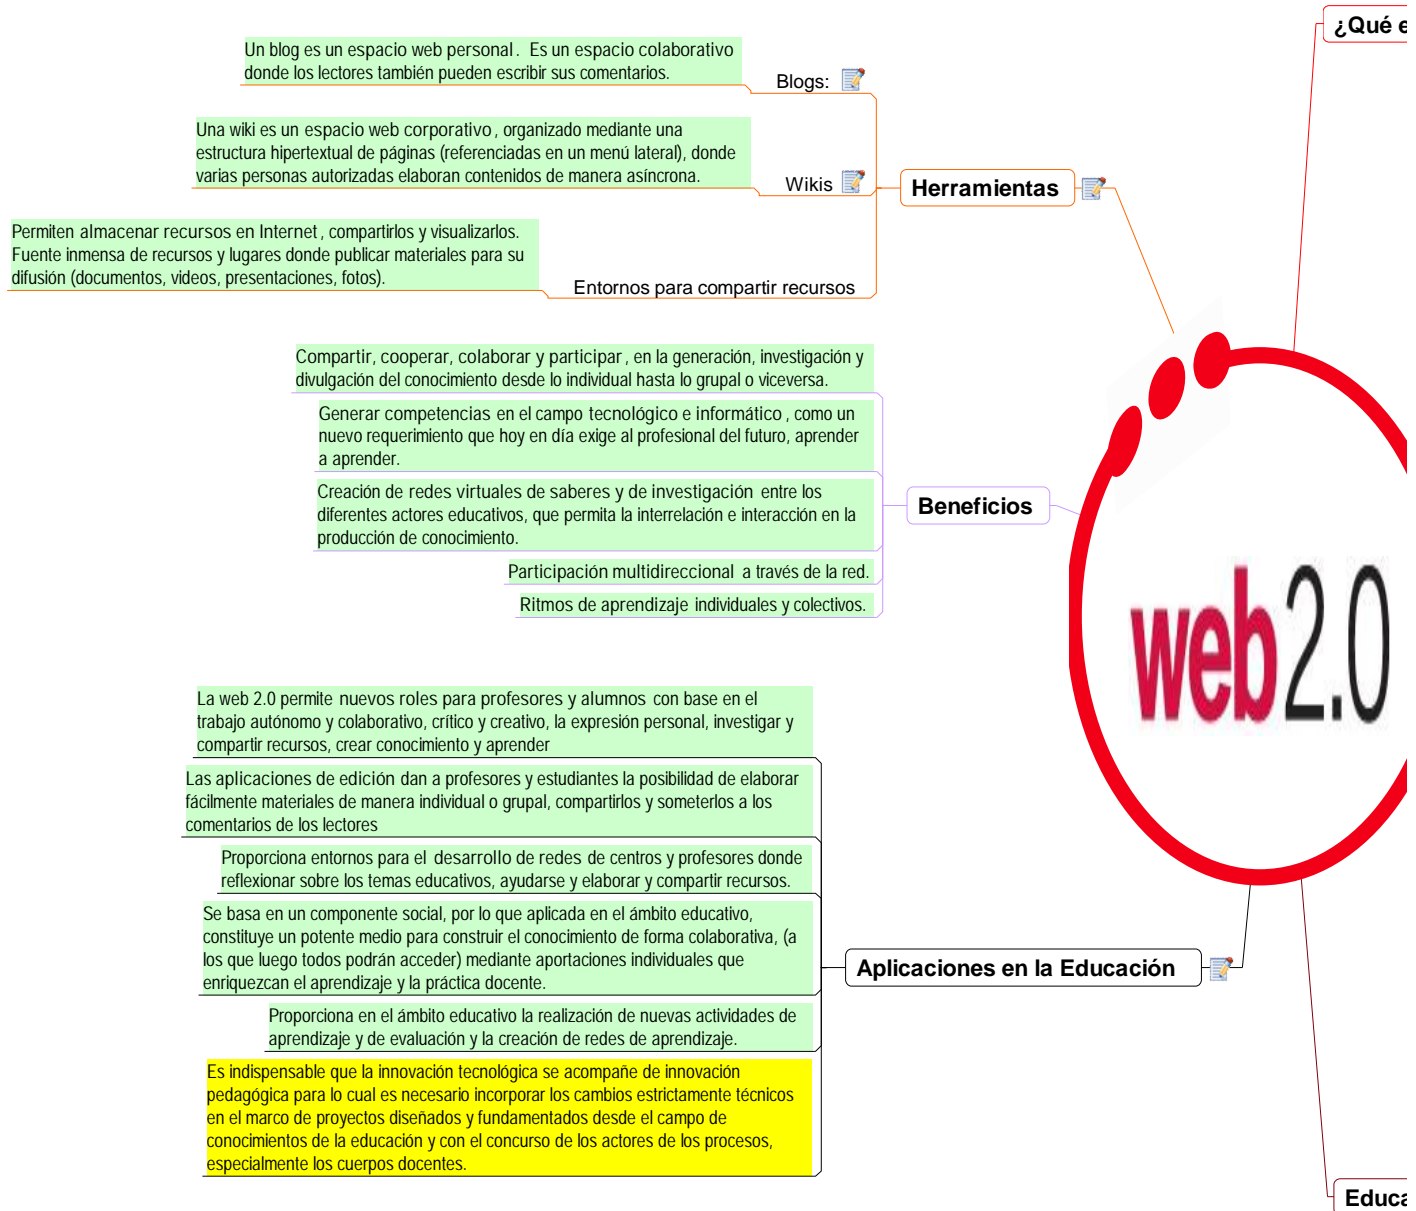 ¿Qué e
Un blog es un espacio web personal. Es un espacio colaborativo
donde los lectores también pueden escribir sus comentarios.
Blogs:
Una wiki es un espacio web corporativo, organizado mediante una
estructura hipertextual de páginas (referenciadas en un menú lateral), donde
varias personas autorizadas elaboran contenidos de manera asíncrona.
Wikis
Herramientas
Permiten almacenar recursos en Internet, compartirlos y visualizarlos.
Fuente inmensa de recursos y lugares donde publicar materiales para su
difusión (documentos, videos, presentaciones, fotos).
Entornos para compartir recursos
Compartir, cooperar, colaborar y participar, en la generación, investigación y
divulgación del conocimiento desde lo individual hasta lo grupal o viceversa.
Generar competencias en el campo tecnológico e informático, como un
nuevo requerimiento que hoy en día exige al profesional del futuro, aprender
a aprender.
Creación de redes virtuales de saberes y de investigación entre los
diferentes actores educativos, que permita la interrelación e interacción en la
producción de conocimiento.
Beneficios
Participación multidireccional a través de la red.
Ritmos de aprendizaje individuales y colectivos.
web2.0
La web 2.0 permite nuevos roles para profesores y alumnos con base en el
trabajo autónomo y colaborativo, crítico y creativo, la expresión personal, investigar y
compartir recursos, crear conocimiento y aprender
Las aplicaciones de edición dan a profesores y estudiantes la posibilidad de elaborar
fácilmente materiales de manera individual o grupal, compartirlos y someterlos a los
comentarios de los lectores
Proporciona entornos para el desarrollo de redes de centros y profesores donde
reflexionar sobre los temas educativos, ayudarse y elaborar y compartir recursos.
Se basa en un componente social, por lo que aplicada en el ámbito educativo,
constituye un potente medio para construir el conocimiento de forma colaborativa, (a
los que luego todos podrán acceder) mediante aportaciones individuales que
enriquezcan el aprendizaje y la práctica docente.
Aplicaciones en la Educación
Proporciona en el ámbito educativo la realización de nuevas actividades de
aprendizaje y de evaluación y la creación de redes de aprendizaje.
Es indispensable que la innovación tecnológica se acompañe de innovación
pedagógica para lo cual es necesario incorporar los cambios estrictamente técnicos
en el marco de proyectos diseñados y fundamentados desde el campo de
conocimientos de la educación y con el concurso de los actores de los procesos,
especialmente los cuerpos docentes.
Educa